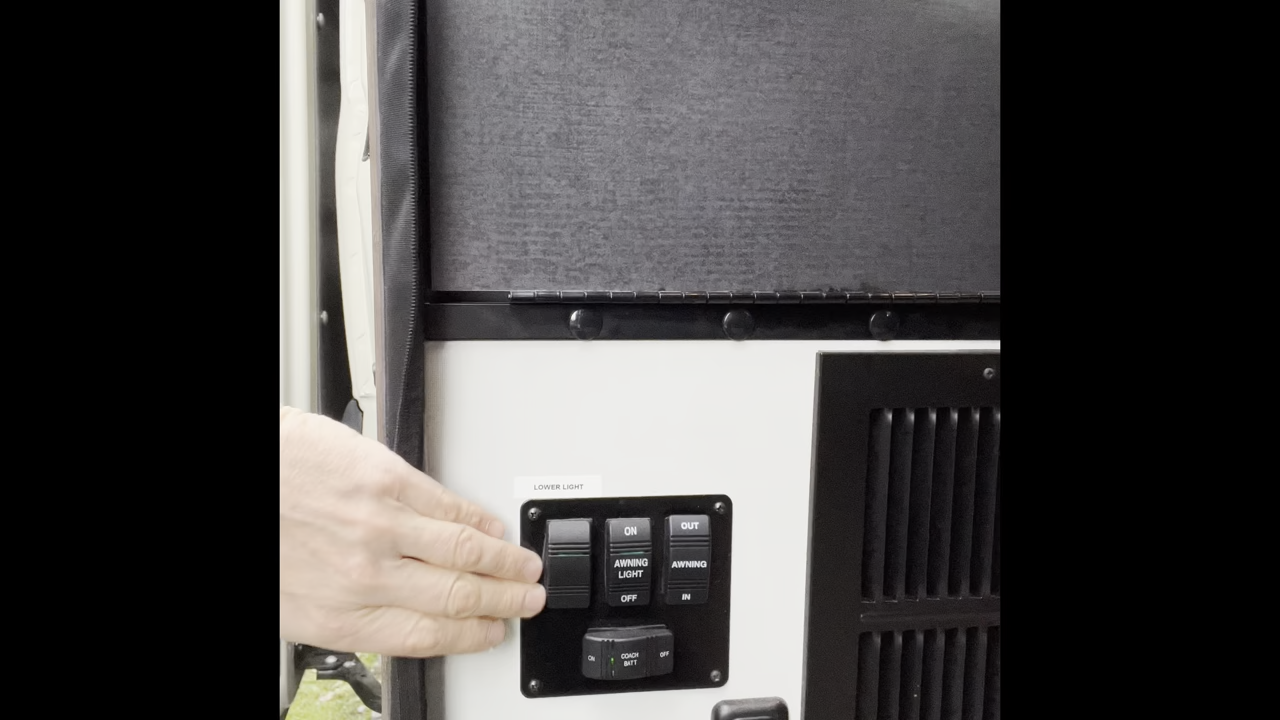 LOWER LIGHT
ON
AWNING
LIGHT
OFF
OUT
AWNING
IN
ON
COACH
BATT
OFF